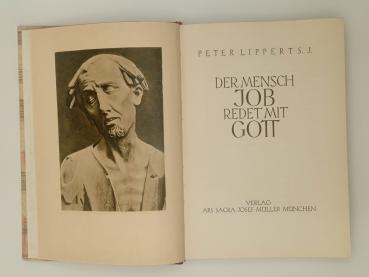 PETER LIPPERT S. J.
DER MENSCH
JOB
REDET MIT
GOTT
VERLAG
ARS SACRA JOSEF MÜLLER MÜNCHEN